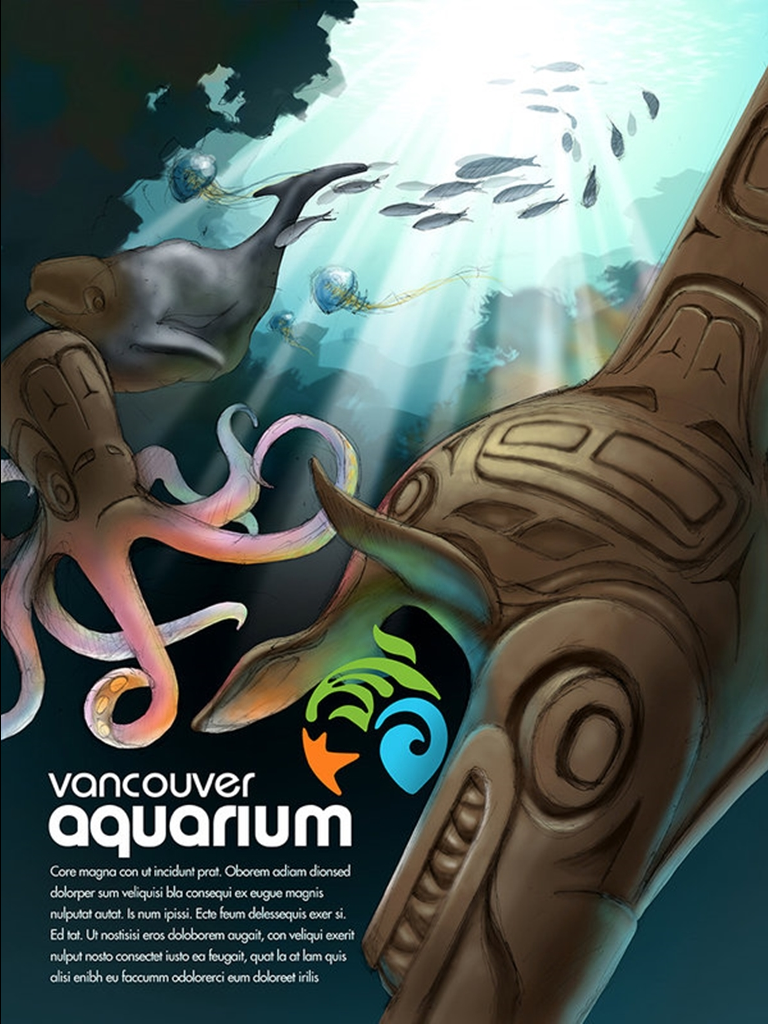 vancouver
aquarium
Core magna con ut incidunt prat. Oborem adiam dionsed
dolorper sum veliquisi bla consequi ex eugue magnis
nulputat autat. Is num ipissi. Ecte feum delessequis exer si.
Ed tat. Ut nostisisi eros doloborem augait, con veliqui exerit
nulput nosto consectet iusto ea feugait, quat la at lam quis
alisi enibh eu faccumm odolorerci eum doloreet irilis